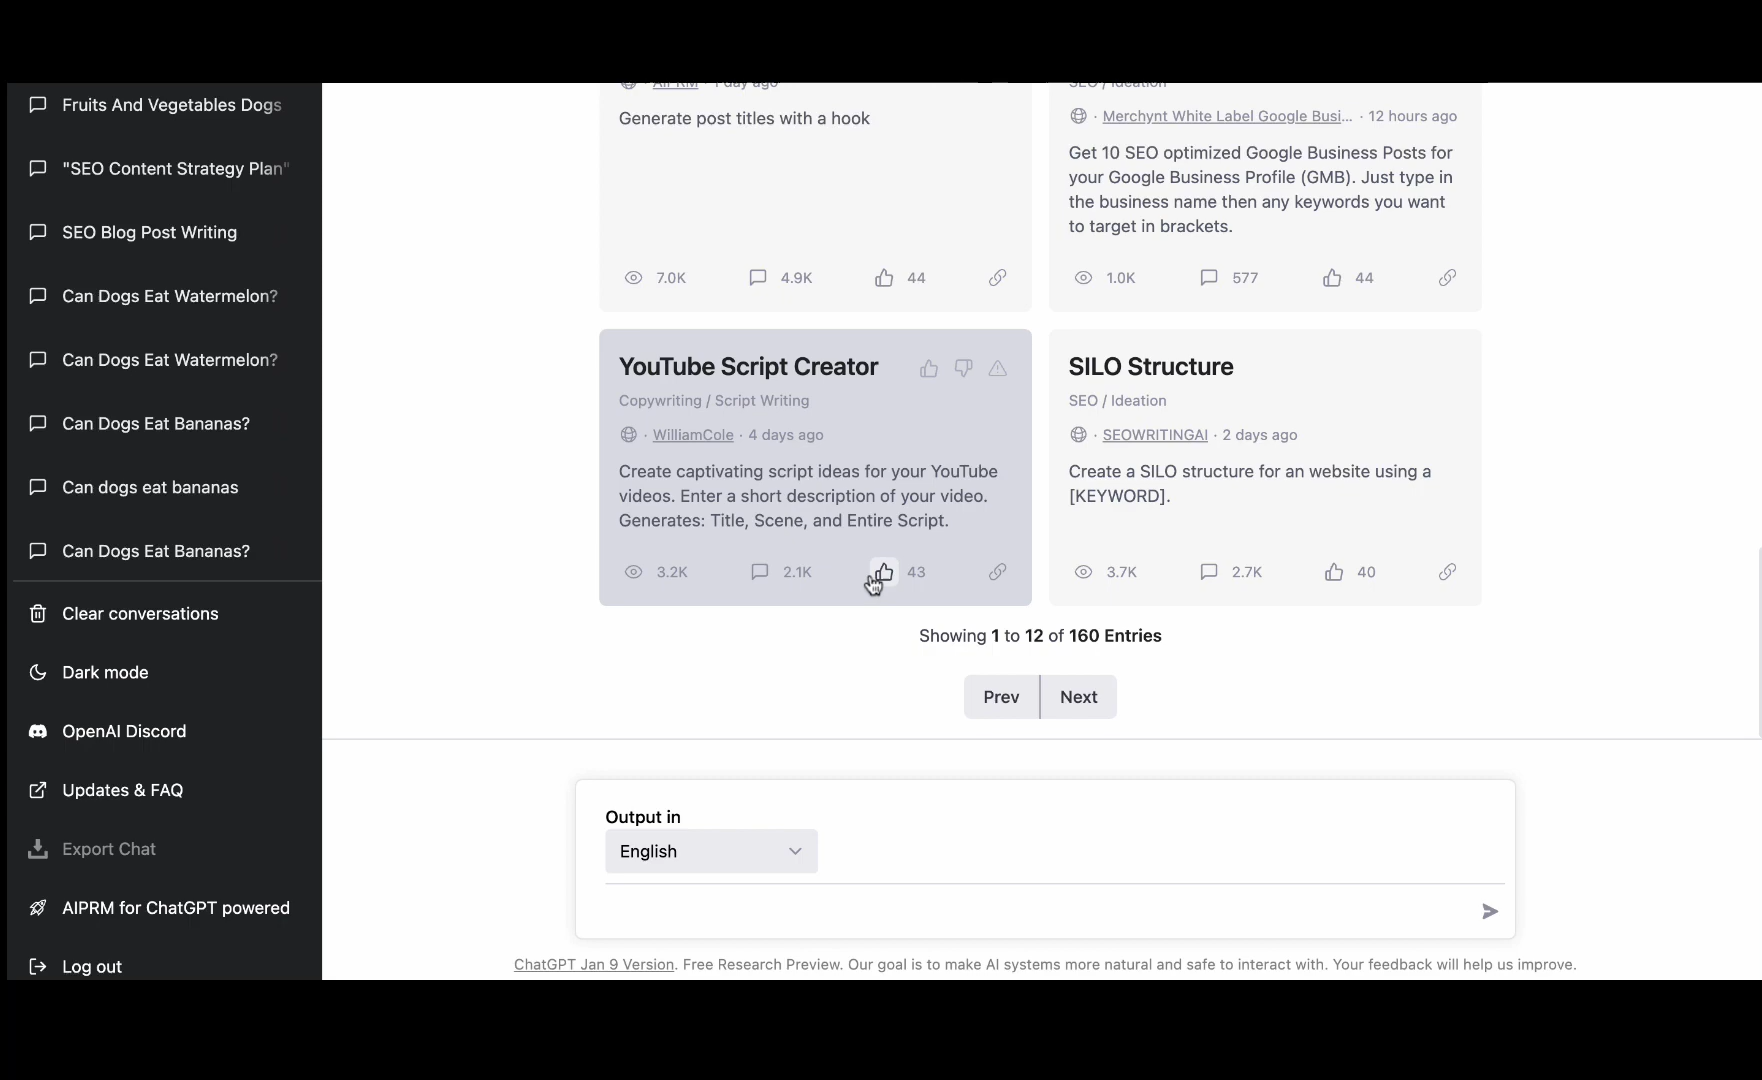 Fruits And Vegetables Dogs
"SEO Content Strategy Plan"
SEO Blog Post Writing
Can Dogs Eat Watermelon?
Can Dogs Eat Watermelon?
Can Dogs Eat Bananas?
Can dogs eat bananas
Can Dogs Eat Bananas?
Clear conversations
Dark mode
OpenAI Discord
Updates & FAQ
Export Chat
AIPRM for ChatGPT powered
Log out
AIPRM · 1 day ago
Generate post titles with a hook
7.0K 4.9K 44
SEO / Ideation
· Merchynt White Label Google Busi... · 12 hours ago
Get 10 SEO optimized Google Business Posts for
your Google Business Profile (GMB). Just type in
the business name then any keywords you want
to target in brackets.
1.0K 577 44
YouTube Script Creator
Copywriting / Script Writing
· WilliamCole · 4 days ago
Create captivating script ideas for your YouTube
videos. Enter a short description of your video.
Generates: Title, Scene, and Entire Script.
3.2K 2.1K 43
SILO Structure
SEO / Ideation
· SEOWRITINGAI · 2 days ago
Create a SILO structure for an website using a
[KEYWORD].
3.7K 2.7K 40
Showing 1 to 12 of 160 Entries
Prev Next
Output in
English
ChatGPT Jan 9 Version. Free Research Preview. Our goal is to make AI systems more natural and safe to interact with. Your feedback will help us improve.